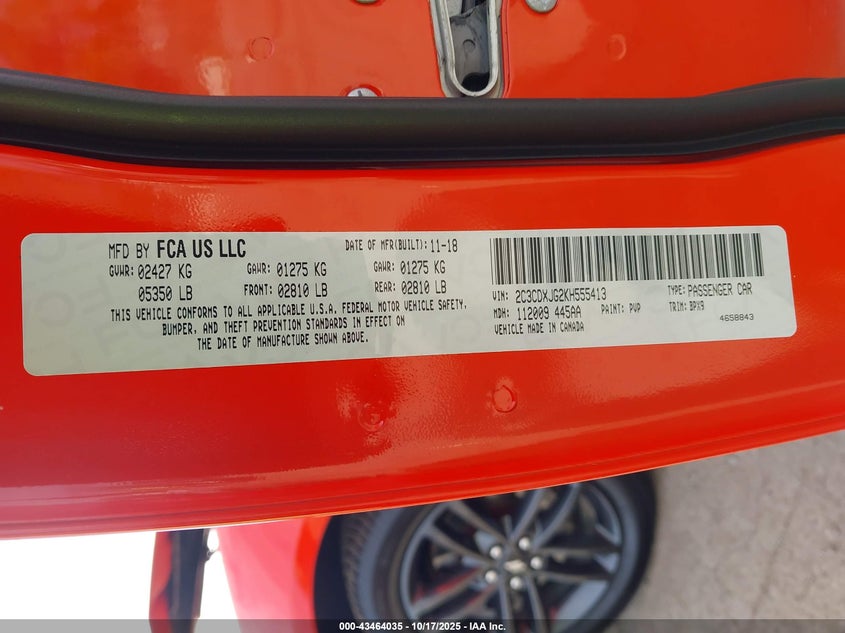 MFD BY FCA US LLC DATE OF MFR(BUILT): 11-18
GVWR: 02427 KG GAWR: 01275 KG GAWR: 01275 KG
05350 LB FRONT: 02810 LB REAR: 02810 LB
THIS VEHICLE CONFORMS TO ALL APPLICABLE U.S.A. FEDERAL MOTOR VEHICLE SAFETY,
BUMPER, AND THEFT PREVENTION STANDARDS IN EFFECT ON
THE DATE OF MANUFACTURE SHOWN ABOVE.
VIN: 2C3CDXJG2KH555413 TYPE: PASSENGER CAR
MDH: 112009 445AA PAINT: PVP TRIM: BPX9
VEHICLE MADE IN CANADA 4658843
000-43464035 | 10/17/2025 | IAA Inc.